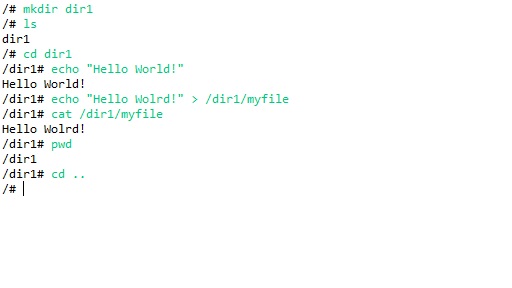 /# mkdir dir1
/# ls
dir1
/# cd dir1
/dir1# echo "Hello World!"
Hello World!
/dir1# echo "Hello Wolrd!" > /dir1/myfile
/dir1# cat /dir1/myfile
Hello Wolrd!
/dir1# pwd
/dir1
/dir1# cd ..
/#